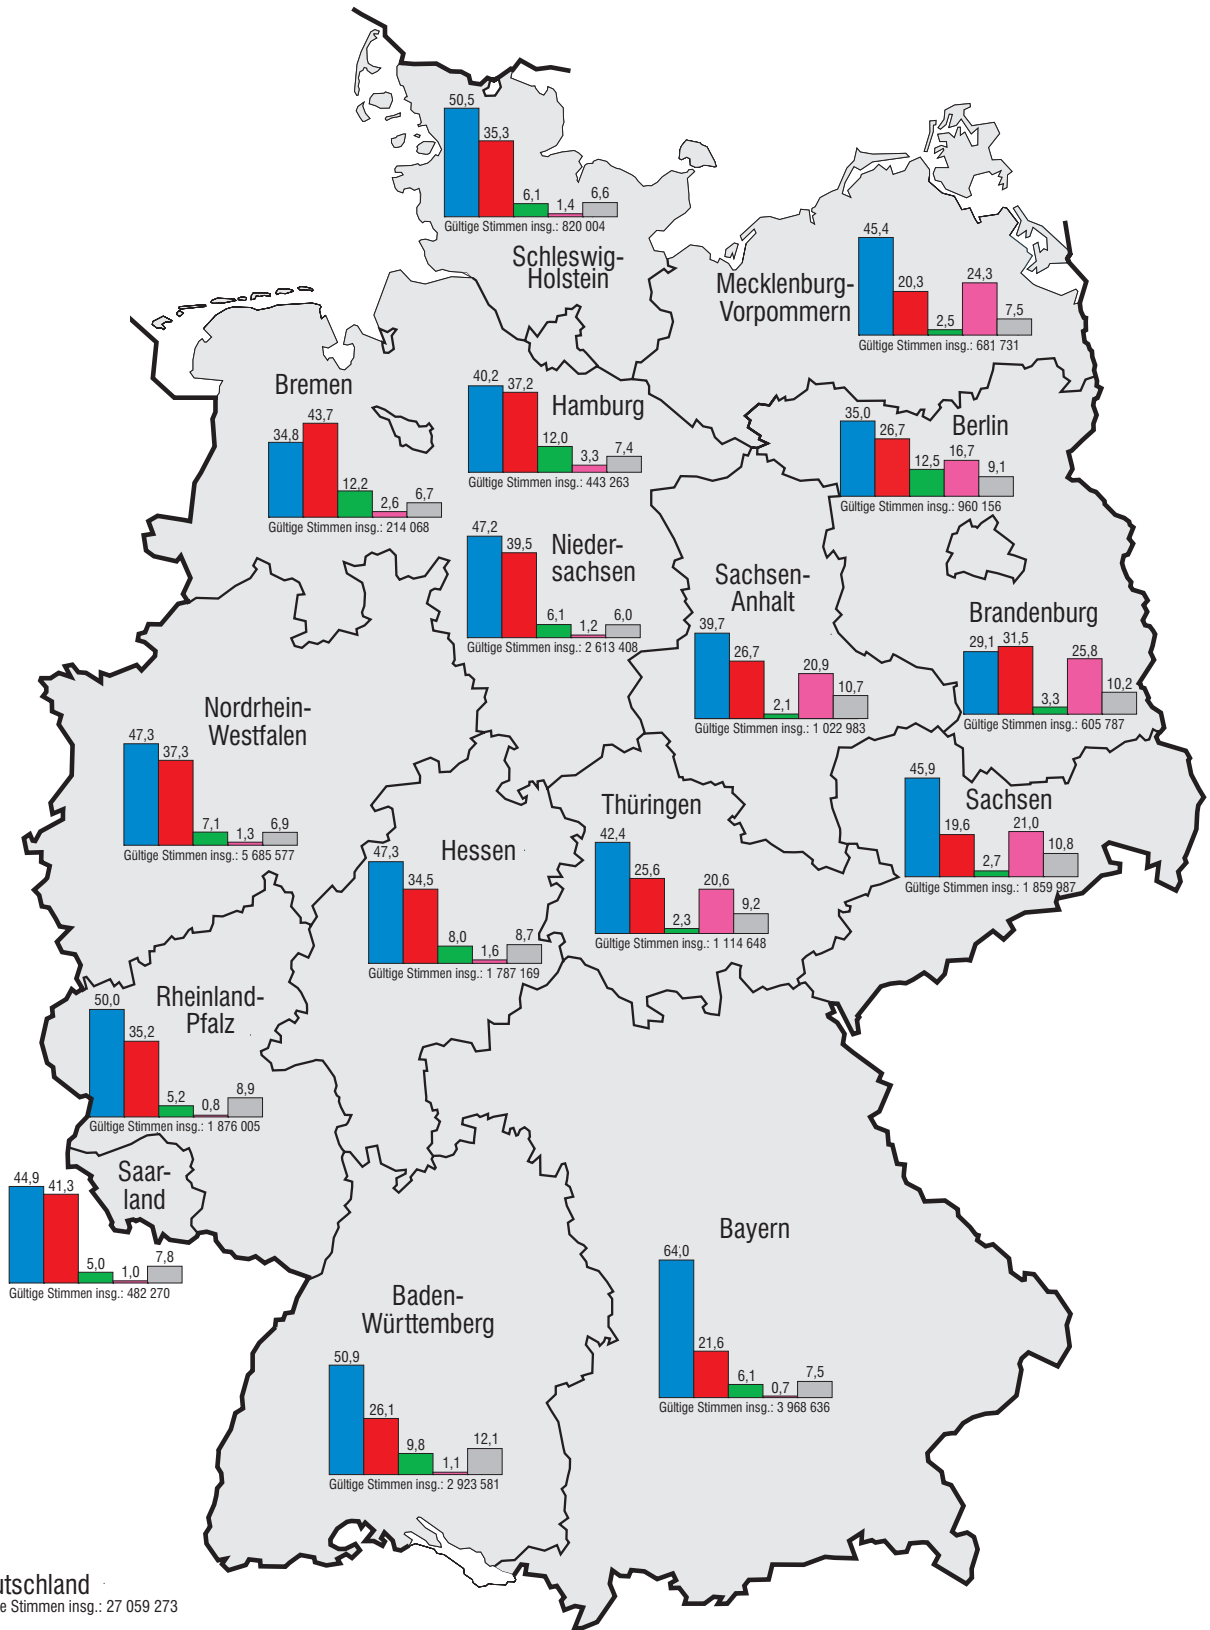 50,5
35,3
6,1
1,4
6,6
Gültige Stimmen insg.: 820 004
Schleswig-
Holstein
Mecklenburg-
Vorpommern
45,4
20,3
2,5
24,3
7,5
Gültige Stimmen insg.: 681 731
Bremen
34,8
43,7
12,2
2,6
6,7
Gültige Stimmen insg.: 214 068
40,2
37,2
12,0
3,3
7,4
Hamburg
Gültige Stimmen insg.: 443 263
35,0
26,7
12,5
16,7
9,1
Berlin
Gültige Stimmen insg.: 960 156
47,2
39,5
6,1
1,2
6,0
Nieder-
sachsen
Gültige Stimmen insg.: 2 613 408
Sachsen-
Anhalt
39,7
26,7
2,1
20,9
10,7
Gültige Stimmen insg.: 1 022 983
Brandenburg
29,1
31,5
3,3
25,8
10,2
Gültige Stimmen insg.: 605 787
Nordrhein-
Westfalen
47,3
37,3
7,1
1,3
6,9
Gültige Stimmen insg.: 5 685 577
Hessen
47,3
34,5
8,0
1,6
8,7
Gültige Stimmen insg.: 1 787 169
Thüringen
42,4
25,6
2,3
20,6
9,2
Gültige Stimmen insg.: 1 114 648
Sachsen
45,9
19,6
2,7
21,0
10,8
Gültige Stimmen insg.: 1 859 987
Rheinland-
Pfalz
50,0
35,2
5,2
0,8
8,9
Gültige Stimmen insg.: 1 876 005
Saar-
land
44,9
41,3
5,0
1,0
7,8
Gültige Stimmen insg.: 482 270
Bayern
64,0
21,6
6,1
0,7
7,5
Gültige Stimmen insg.: 3 968 636
Baden-
Württemberg
50,9
26,1
9,8
1,1
12,1
Gültige Stimmen insg.: 2 923 581
utschland
e Stimmen insg.: 27 059 273